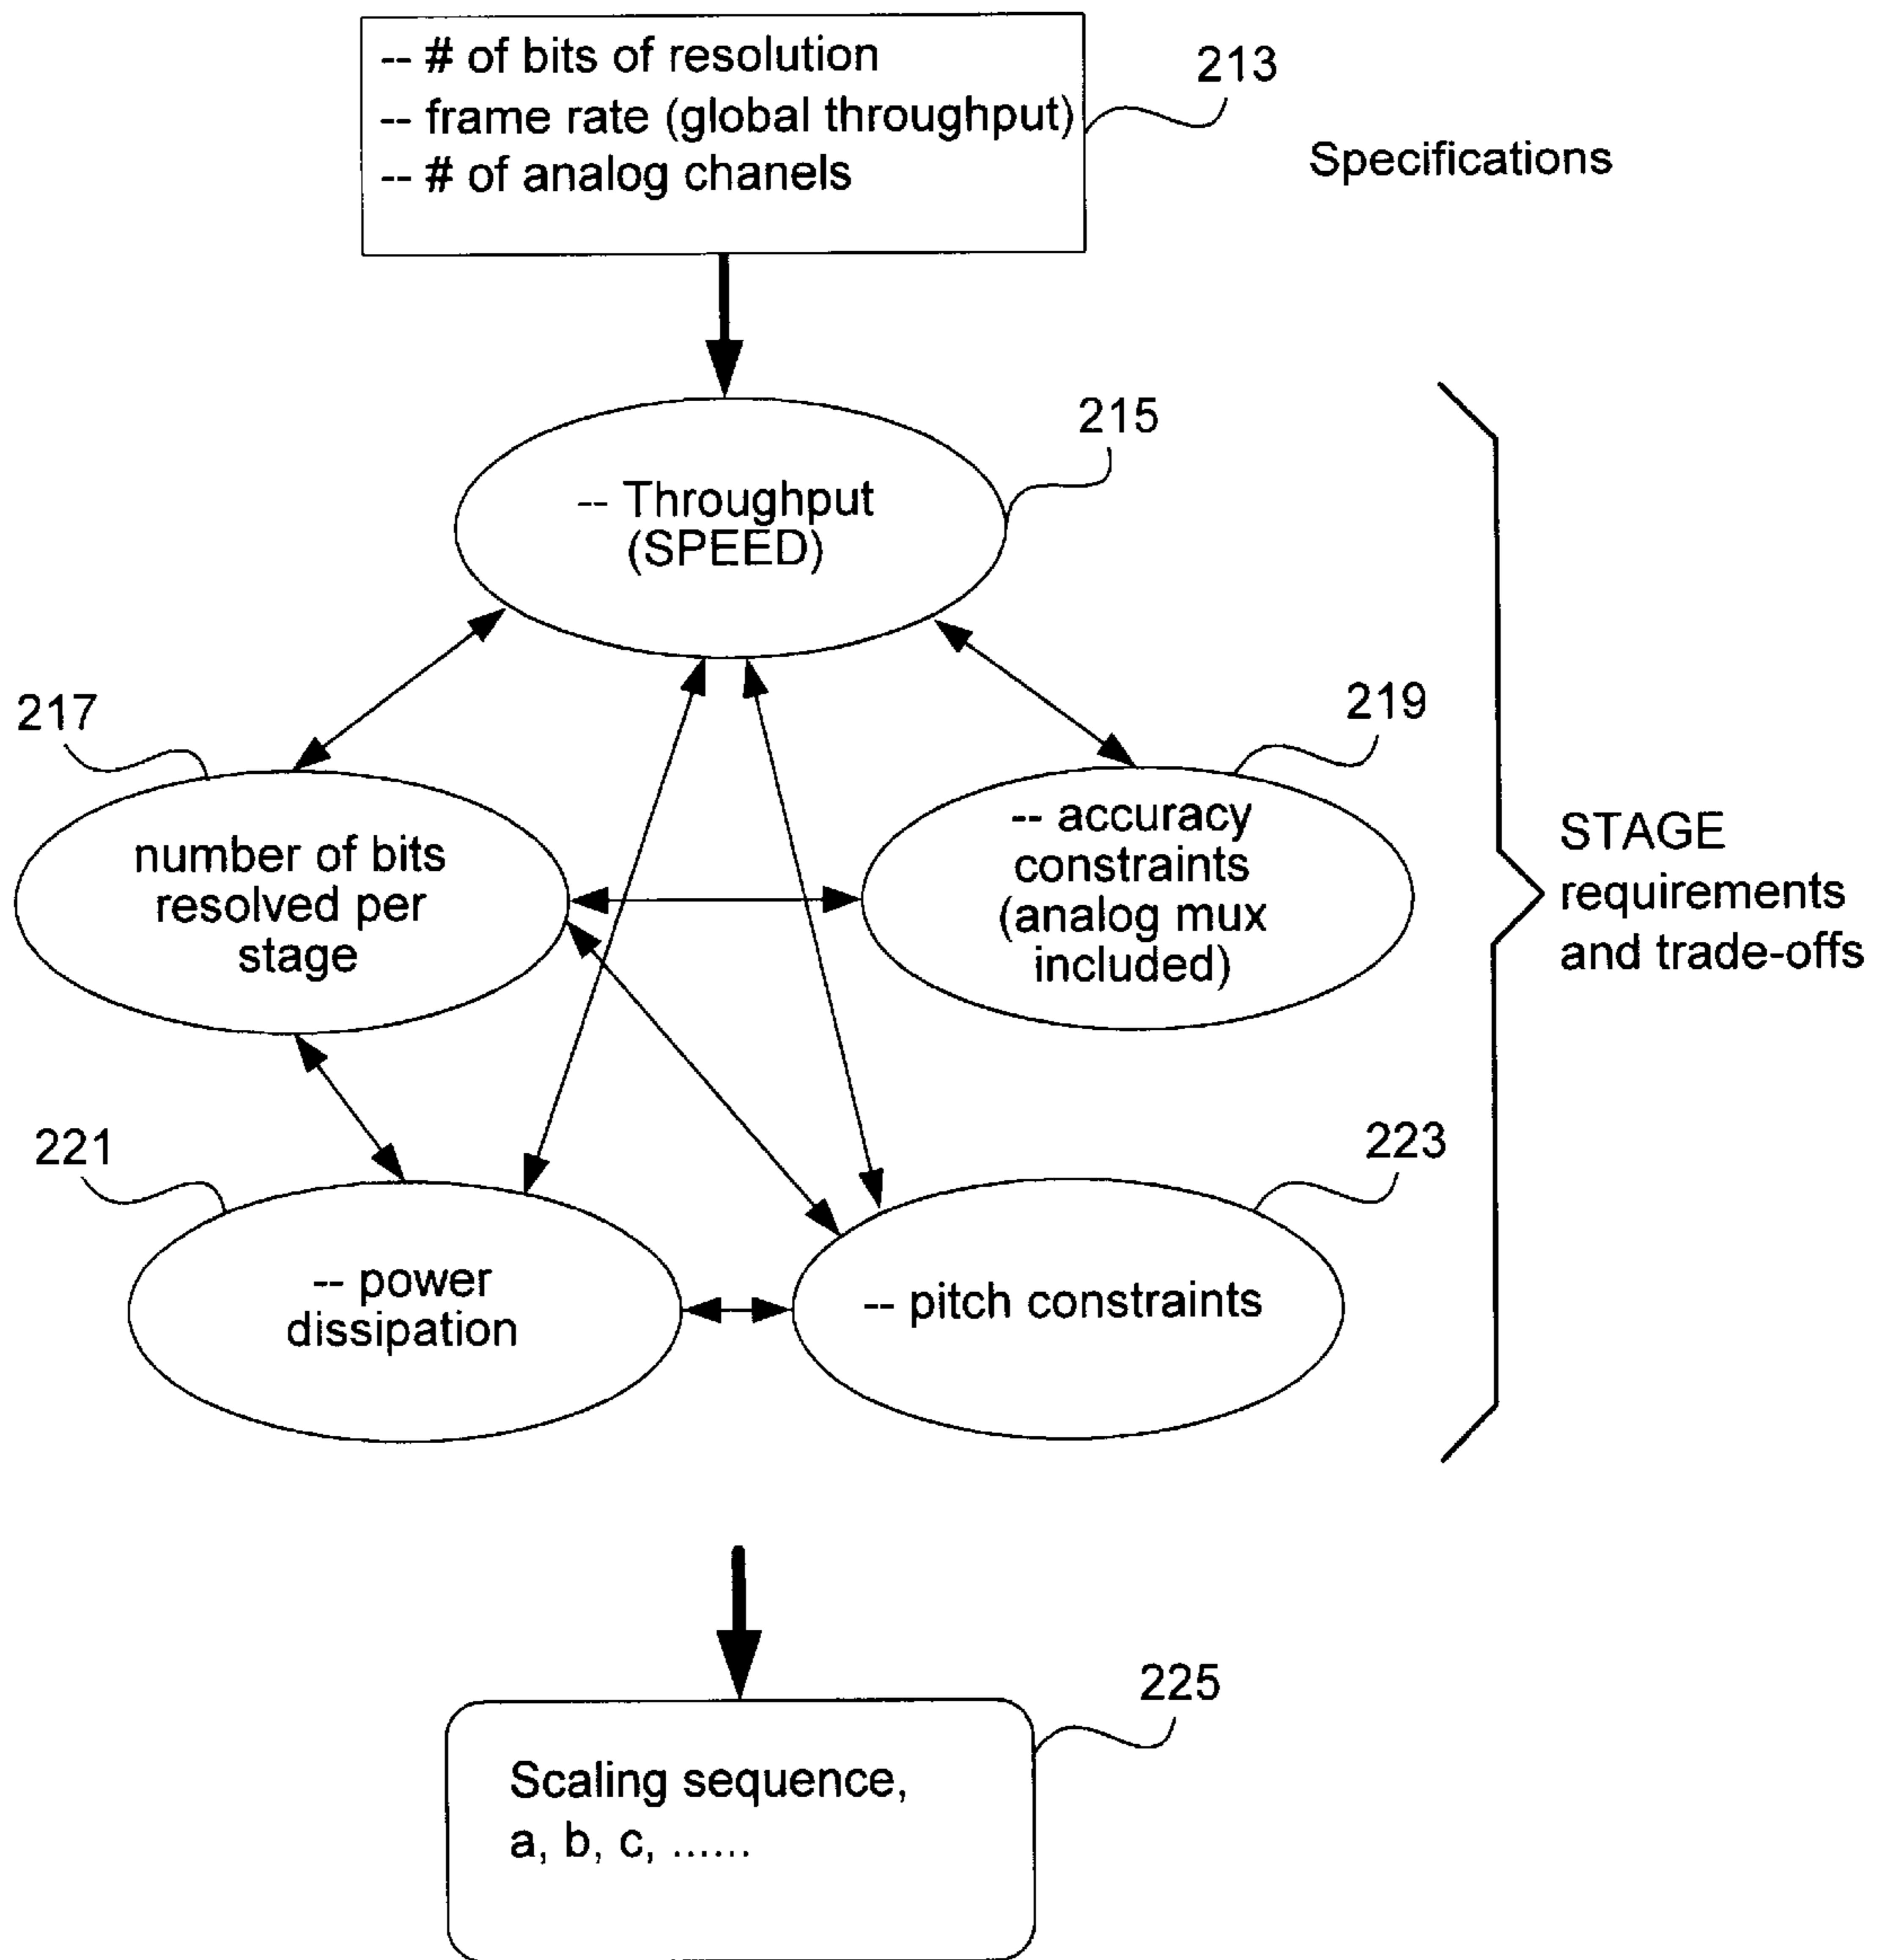 -- # of bits of resolution
-- frame rate (global throughput)
-- # of analog chanels
213
Specifications
215
-- Throughput
(SPEED)
217
219
number of bits
resolved per
stage
-- accuracy
constraints
(analog mux
included)
STAGE
requirements
and trade-offs
221
223
-- power
dissipation
-- pitch constraints
225
Scaling sequence,
a, b, c, ......